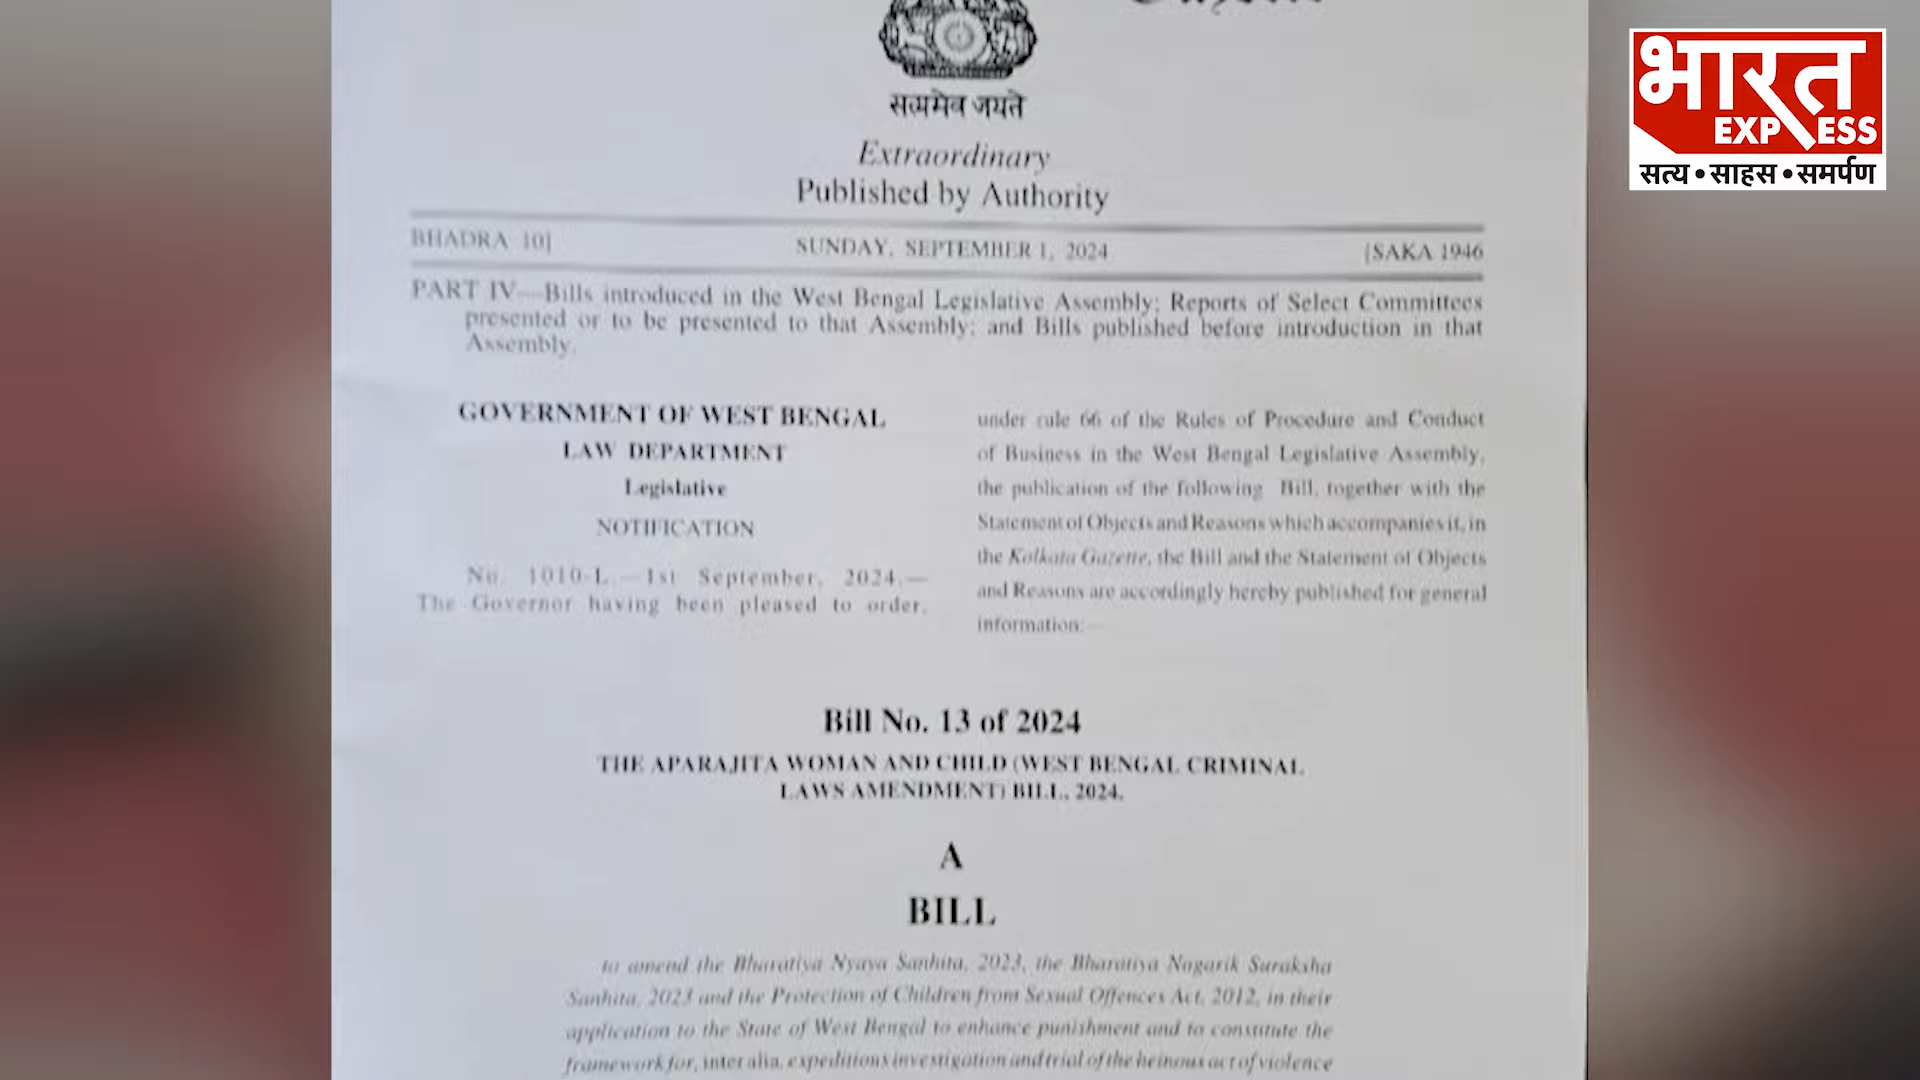 सत्यमेव जयते
Extraordinary
Published by Authority
BHADRA 10] SUNDAY, SEPTEMBER 1, 2024 [SAKA 1946
PART IV—Bills introduced in the West Bengal Legislative Assembly; Reports of Select Committees
presented or to be presented to that Assembly; and Bills published before introduction in that
Assembly.
GOVERNMENT OF WEST BENGAL
LAW DEPARTMENT
Legislative
NOTIFICATION
No. 1010-L.—1st September, 2024.—
The Governor having been pleased to order,
under rule 66 of the Rules of Procedure and Conduct
of Business in the West Bengal Legislative Assembly,
the publication of the following Bill, together with the
Statement of Objects and Reasons which accompanies it, in
the Kolkata Gazette, the Bill and the Statement of Objects
and Reasons are accordingly hereby published for general
information:—
Bill No. 13 of 2024
THE APARAJITA WOMAN AND CHILD (WEST BENGAL CRIMINAL
LAWS AMENDMENT) BILL, 2024.
A
BILL
to amend the Bharatiya Nyaya Sanhita, 2023, the Bharatiya Nagarik Suraksha
Sanhita, 2023 and the Protection of Children from Sexual Offences Act, 2012, in their
application to the State of West Bengal to enhance punishment and to constitute the
framework for, inter alia, expeditious investigation and trial of the heinous act of violence
भारत
EXPRESS
सत्य • साहस • समर्पण